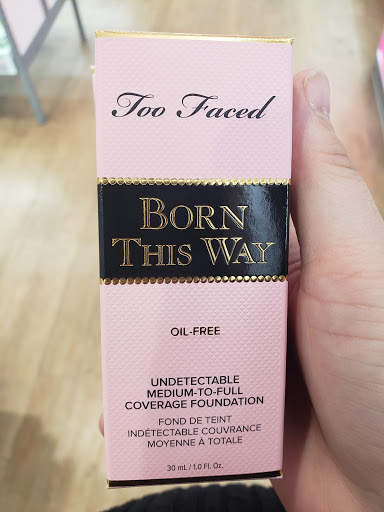 Too Faced
BORN
THIS WAY
OIL-FREE
UNDETECTABLE
MEDIUM-TO-FULL
COVERAGE FOUNDATION
FOND DE TEINT
INDÉTECTABLE COUVRANCE
MOYENNE À TOTALE
30 mL / 1.0 Fl. Oz.